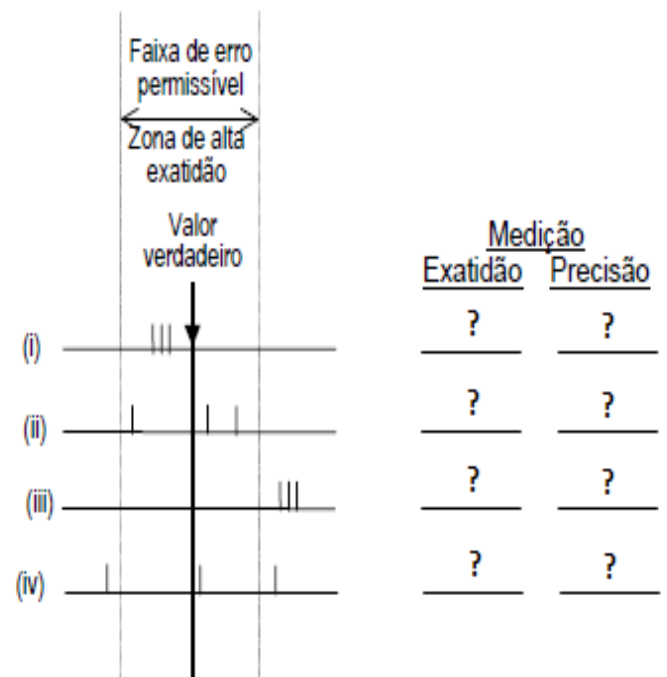 Faixa de erro
permissível
Zona de alta
exatidão
Valor
verdadeiro
Medição
Exatidão Precisão
(i) ? ?
(ii) ? ?
(iii) ? ?
(iv) ? ?